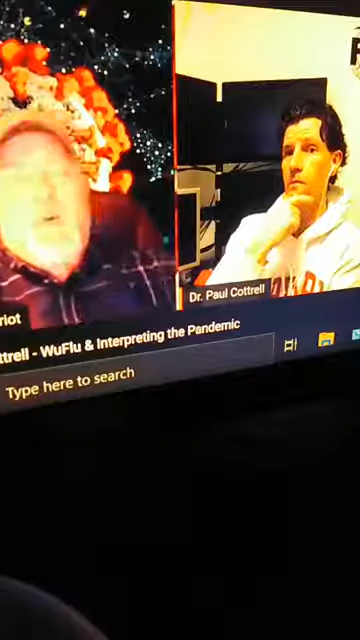 riot
Dr. Paul Cottrell
ttrell - WuFlu & Interpreting the Pandemic
Type here to search